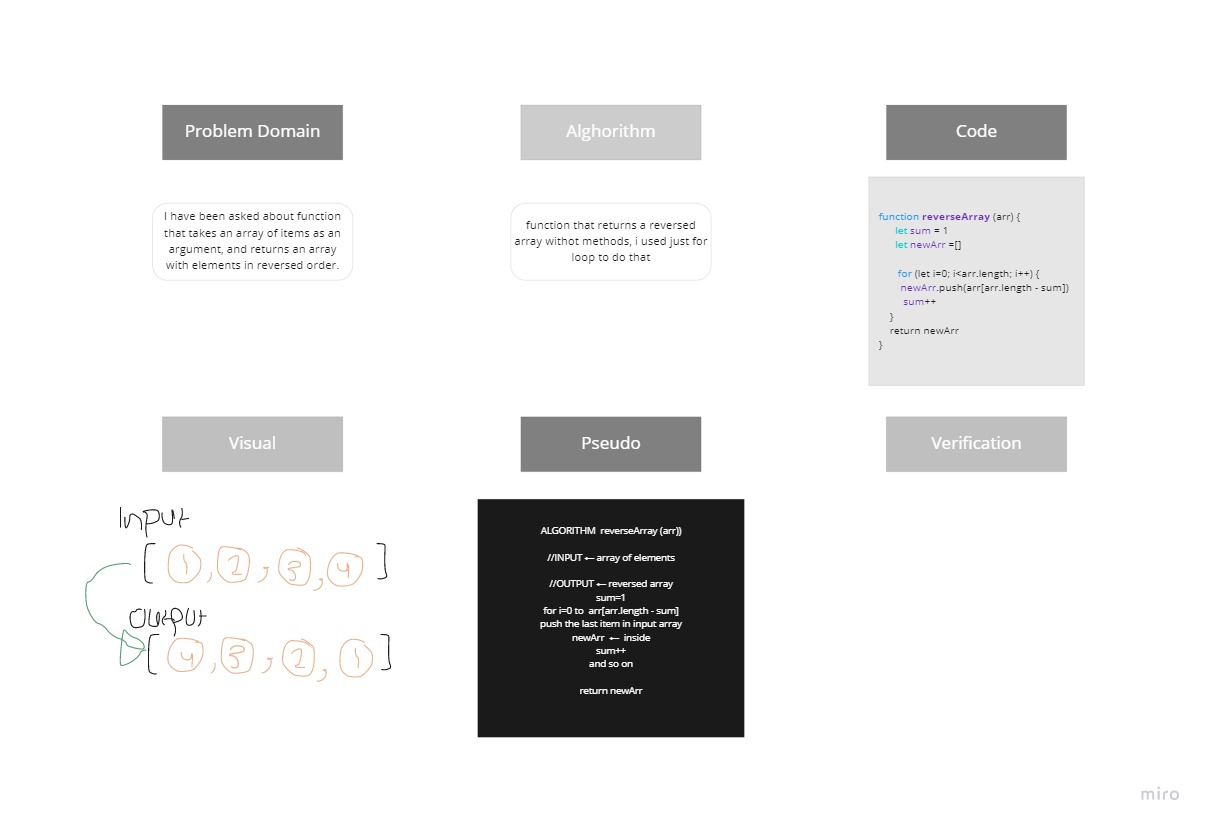 Problem Domain
I have been asked about function
that takes an array of items as an
argument, and returns an array
with elements in reversed order.
Alghorithm
function that returns a reversed
array withot methods, i used just for
loop to do that
Code
function reverseArray (arr) {
let sum = 1
let newArr =[]
for (let i=0; i<arr.length; i++) {
newArr.push(arr[arr.length - sum])
sum++
}
return newArr
}
Visual
Input
[ 1, 2, 3, 4 ]
Output
[ 4, 3, 2, 1 ]
Pseudo
ALGORITHM reverseArray (arr))
//INPUT ← array of elements
//OUTPUT ← reversed array
sum=1
for i=0 to arr[arr.length - sum]
push the last item in input array
newArr ← inside
sum++
and so on
return newArr
Verification
miro